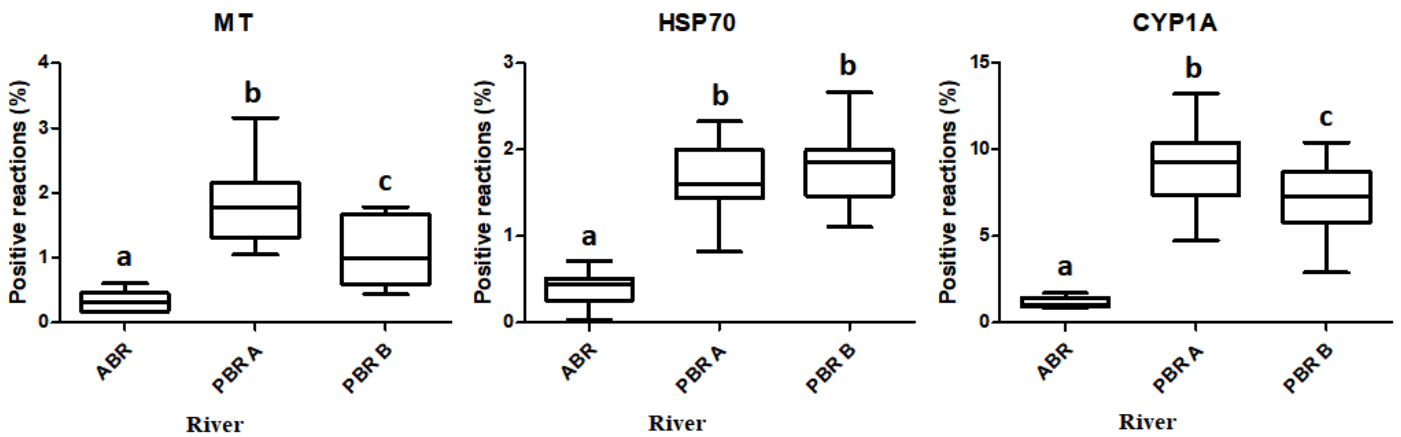 MT
Positive reactions (%)
4
3
2
1
0
a
b
c
ABR
PBR A
PBR B
River
HSP70
Positive reactions (%)
3
2
1
0
a
b
b
ABR
PBR A
PBR B
River
CYP1A
Positive reactions (%)
15
10
5
0
a
b
c
ABR
PBR A
PBR B
River